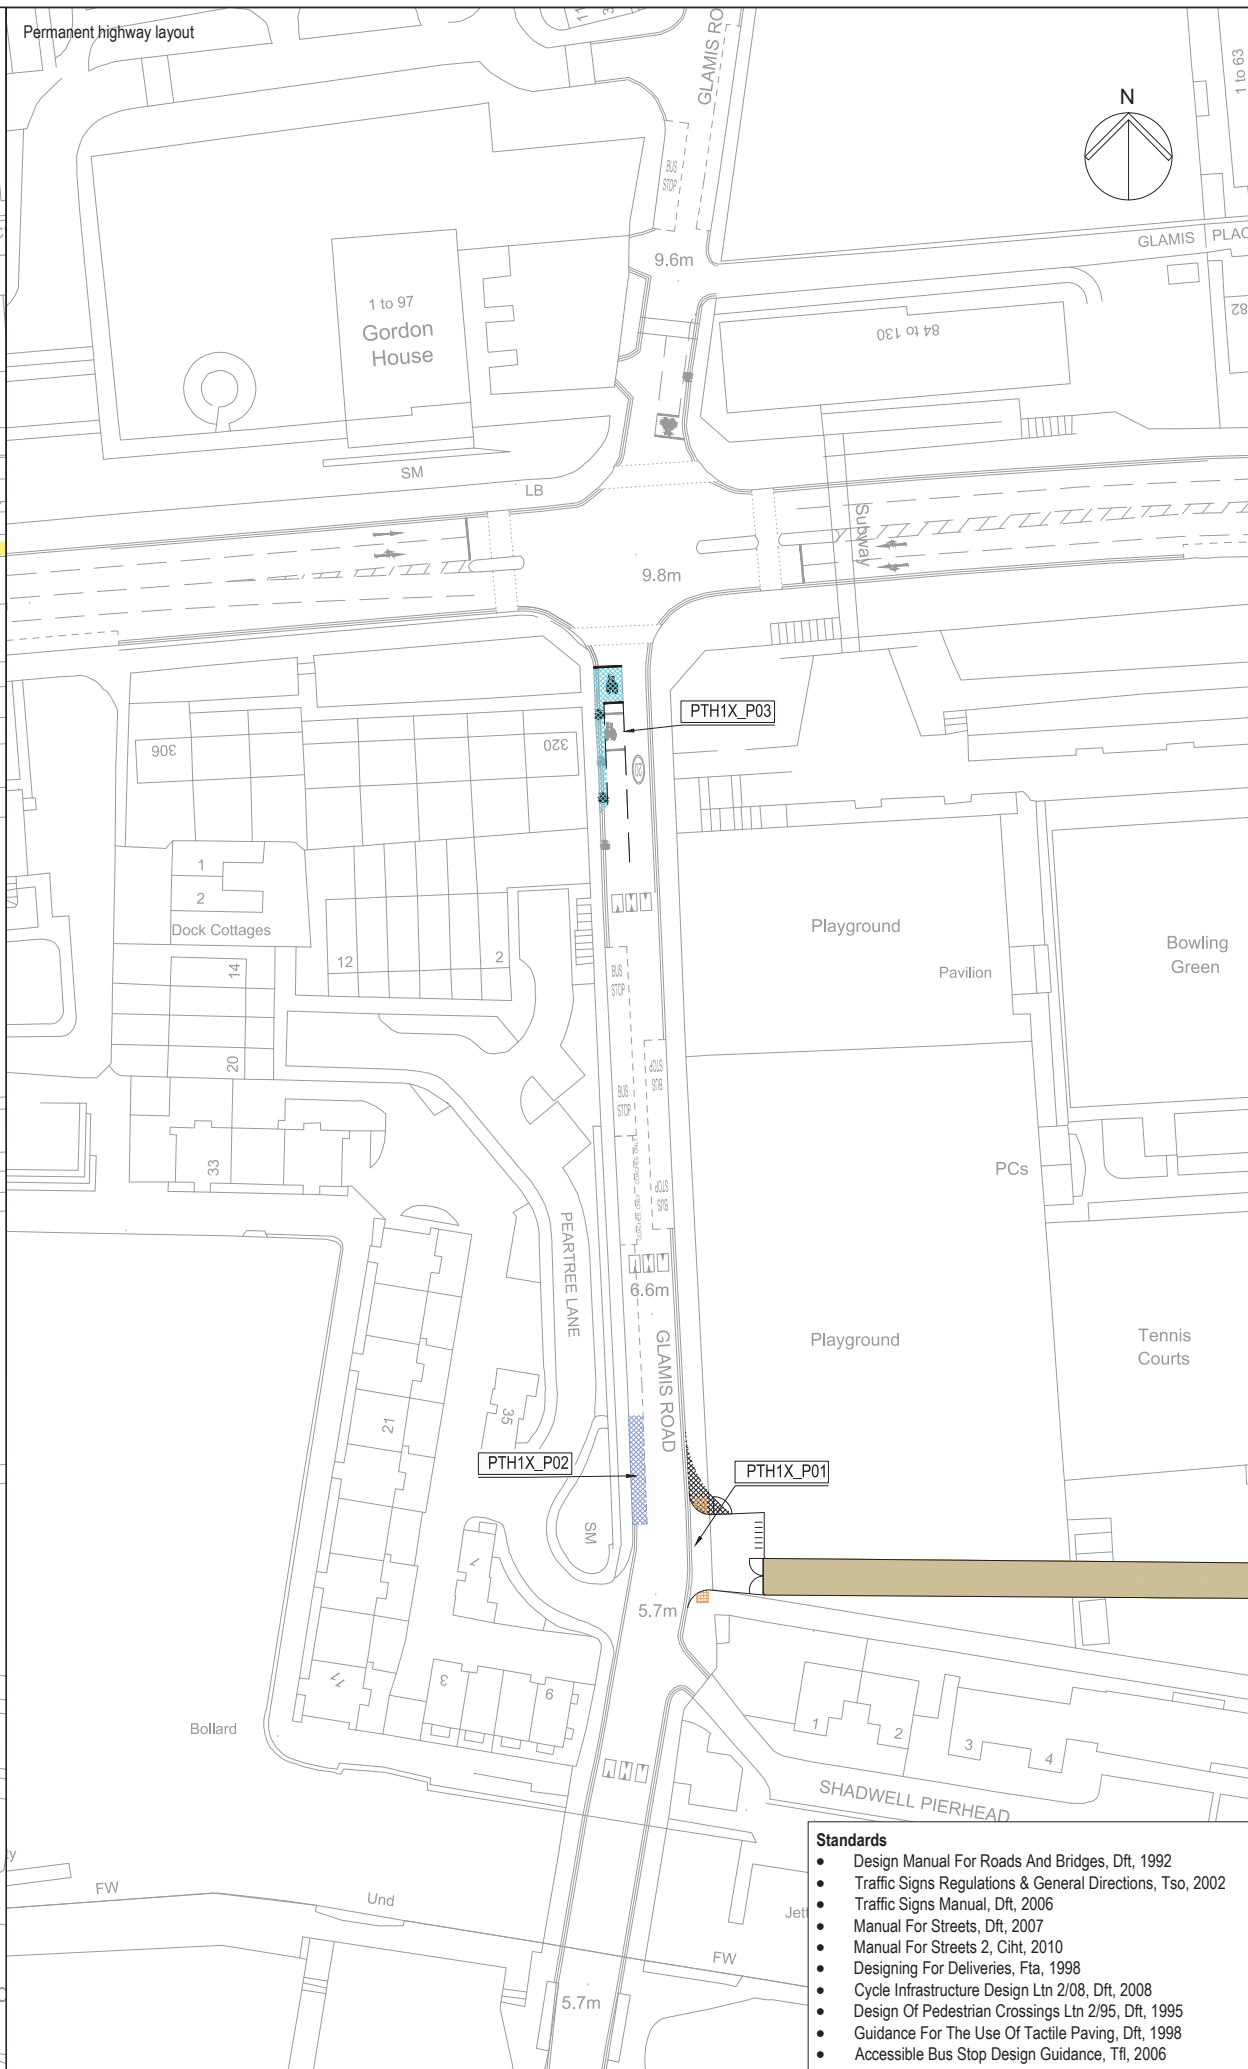 Permanent highway layout
GLAMIS RO
N
1 to 63
BUS
STOP
GLAMIS
PLAC
9.6m
1 to 97
Gordon
House
84 to 130
82
SM
LB
Subway
9.8m
PTH1X_P03
306
320
20
1
2
Dock Cottages
12
2
14
20
Playground
Pavilion
Bowling
Green
BUS
STOP
BUS
STOP
BUS
STOP
33
PCs
BUS
STOP
PEARTREE LANE
6.6m
GLAMIS ROAD
Playground
Tennis
Courts
21
35
PTH1X_P02
PTH1X_P01
SM
1
5.7m
11
3
9
Bollard
1
2
3
4
SHADWELL PIERHEAD
FW
Und
Jett
FW
5.7m
Standards
• Design Manual For Roads And Bridges, Dft, 1992
• Traffic Signs Regulations & General Directions, Tso, 2002
• Traffic Signs Manual, Dft, 2006
• Manual For Streets, Dft, 2007
• Manual For Streets 2, Ciht, 2010
• Designing For Deliveries, Fta, 1998
• Cycle Infrastructure Design Ltn 2/08, Dft, 2008
• Design Of Pedestrian Crossings Ltn 2/95, Dft, 1995
• Guidance For The Use Of Tactile Paving, Dft, 1998
• Accessible Bus Stop Design Guidance, Tfl, 2006